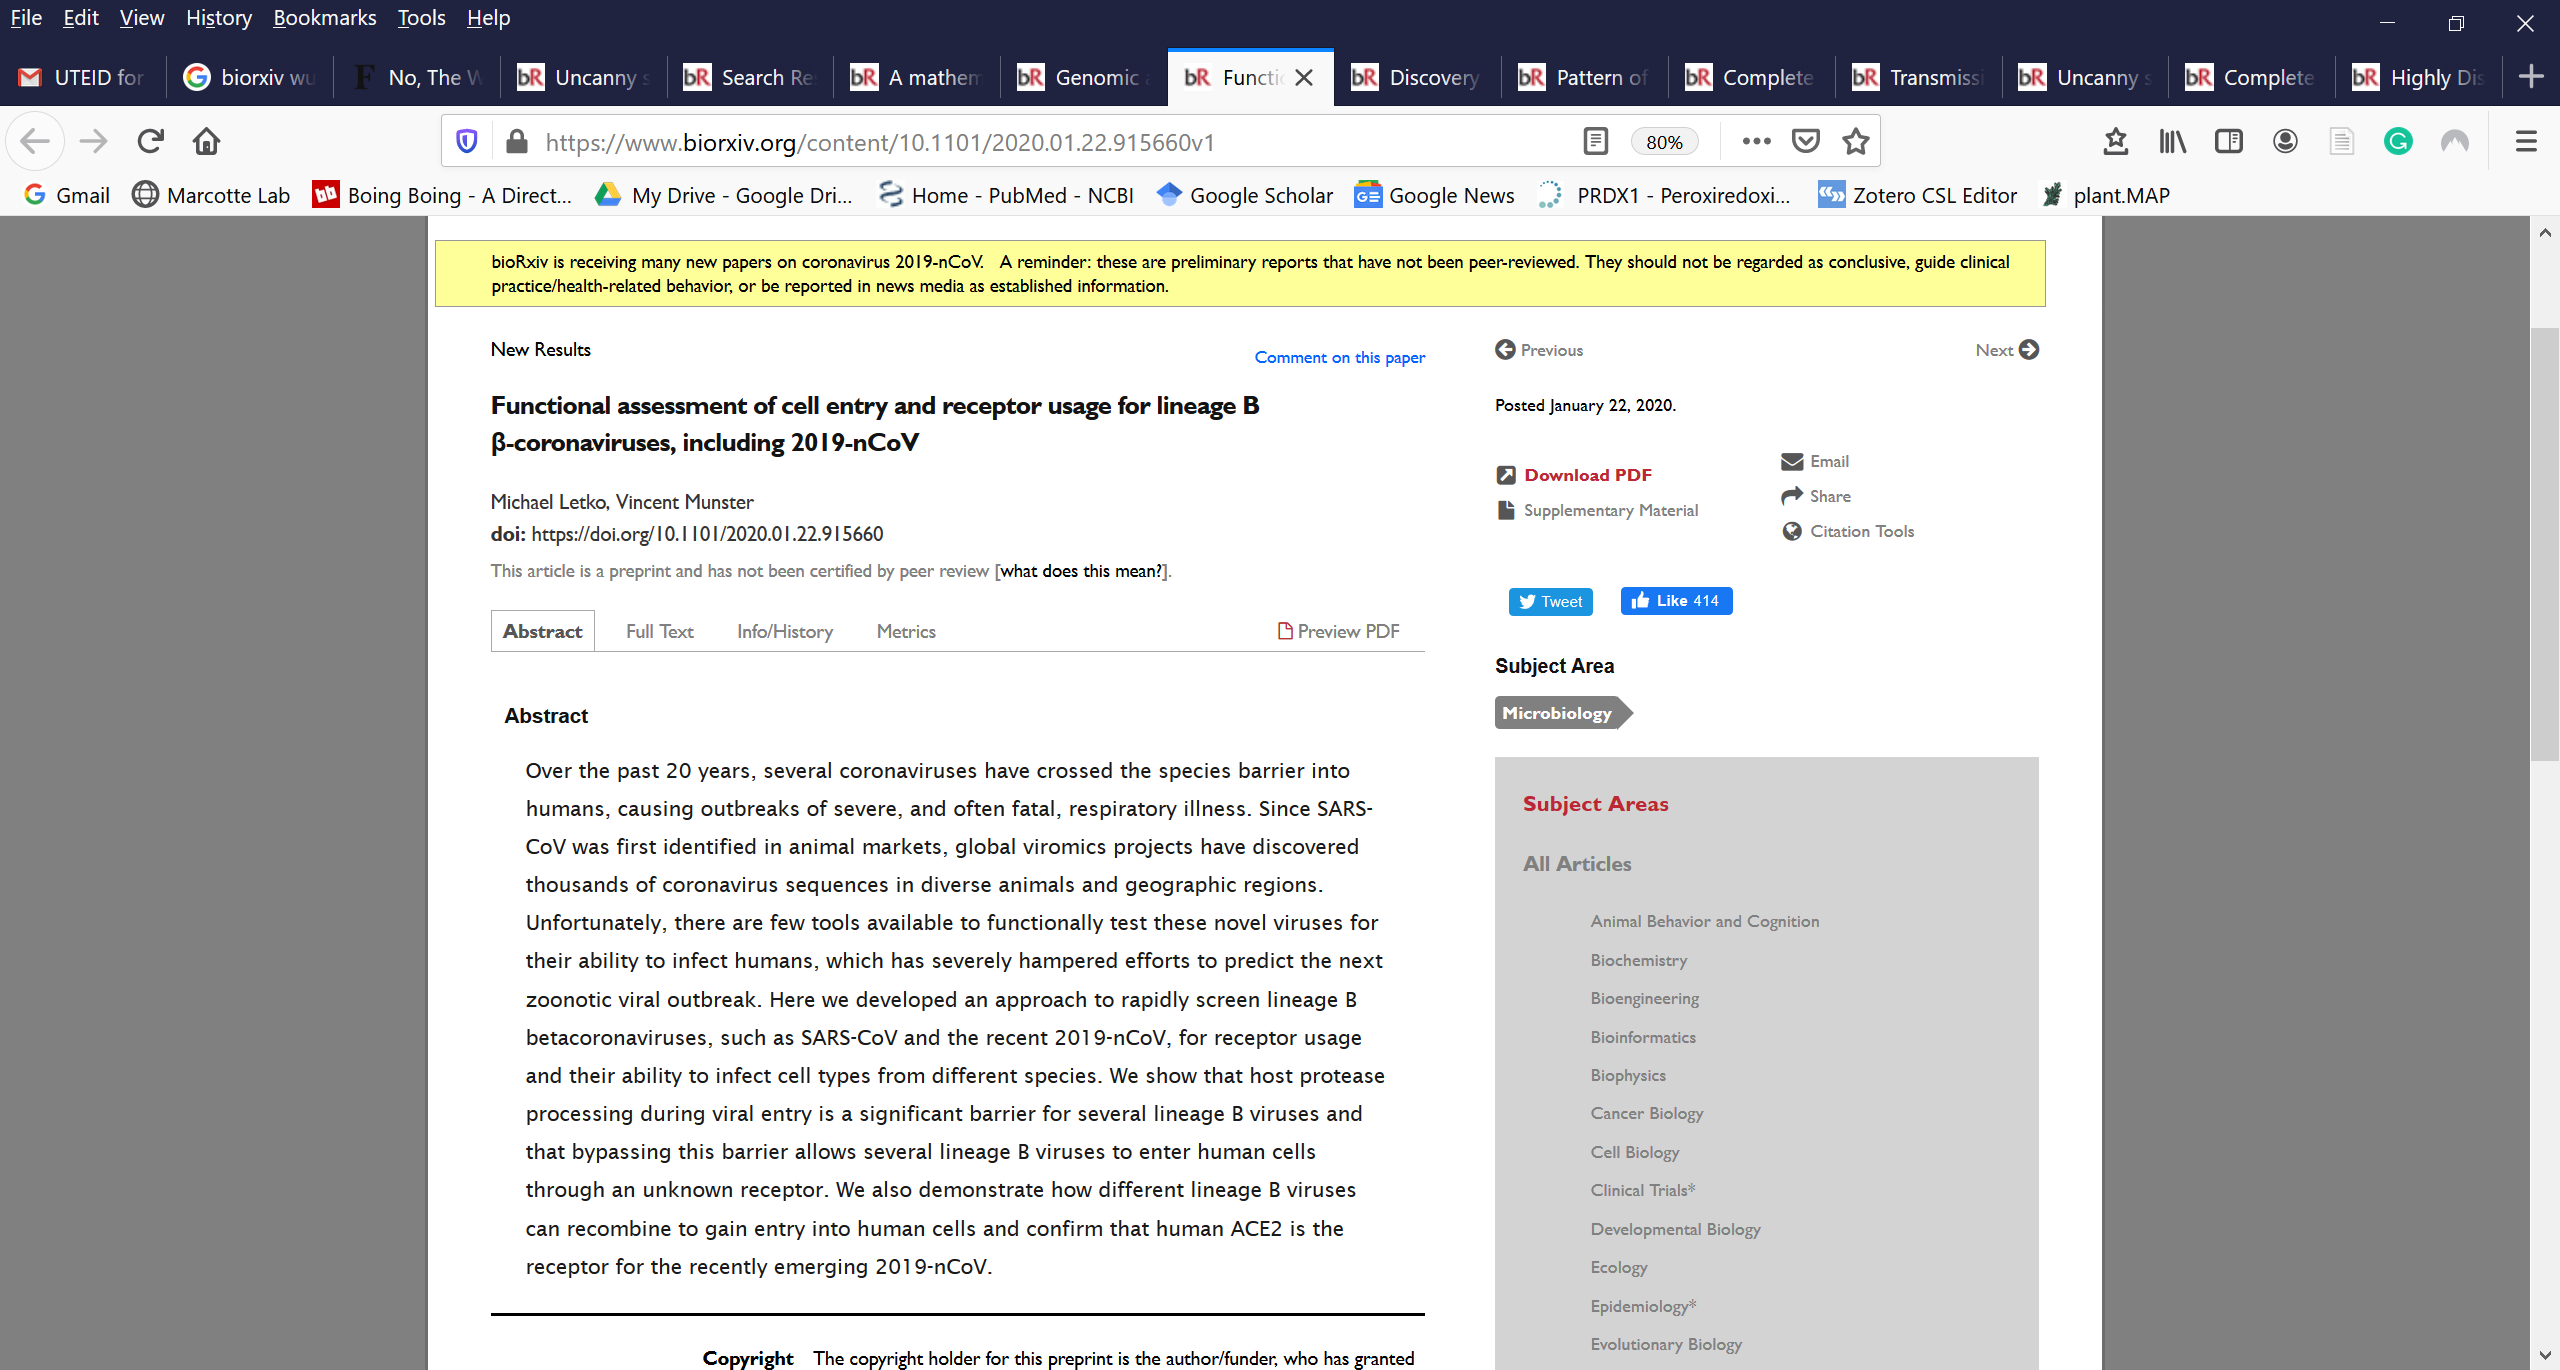 File Edit View History Bookmarks Tools Help
UTEID for biorxiv wu No, The W Uncanny s Search Re A mathem Genomic a Functi Discovery Pattern of Complete Transmissi Uncanny s Complete Highly Dis
https://www.biorxiv.org/content/10.1101/2020.01.22.915660v1 80%
Gmail Marcotte Lab Boing Boing - A Direct... My Drive - Google Dri... Home - PubMed - NCBI Google Scholar Google News PRDX1 - Peroxiredoxi... Zotero CSL Editor plant.MAP
bioRxiv is receiving many new papers on coronavirus 2019-nCoV. A reminder: these are preliminary reports that have not been peer-reviewed. They should not be regarded as conclusive, guide clinical
practice/health-related behavior, or be reported in news media as established information.
New Results
Comment on this paper
Functional assessment of cell entry and receptor usage for lineage B
β-coronaviruses, including 2019-nCoV
Michael Letko, Vincent Munster
doi: https://doi.org/10.1101/2020.01.22.915660
This article is a preprint and has not been certified by peer review [what does this mean?].
Abstract Full Text Info/History Metrics Preview PDF
Abstract
Over the past 20 years, several coronaviruses have crossed the species barrier into
humans, causing outbreaks of severe, and often fatal, respiratory illness. Since SARS-
CoV was first identified in animal markets, global viromics projects have discovered
thousands of coronavirus sequences in diverse animals and geographic regions.
Unfortunately, there are few tools available to functionally test these novel viruses for
their ability to infect humans, which has severely hampered efforts to predict the next
zoonotic viral outbreak. Here we developed an approach to rapidly screen lineage B
betacoronaviruses, such as SARS-CoV and the recent 2019-nCoV, for receptor usage
and their ability to infect cell types from different species. We show that host protease
processing during viral entry is a significant barrier for several lineage B viruses and
that bypassing this barrier allows several lineage B viruses to enter human cells
through an unknown receptor. We also demonstrate how different lineage B viruses
can recombine to gain entry into human cells and confirm that human ACE2 is the
receptor for the recently emerging 2019-nCoV.
Copyright The copyright holder for this preprint is the author/funder, who has granted
Previous Next
Posted January 22, 2020.
Download PDF
Supplementary Material
Email
Share
Citation Tools
Tweet Like 414
Subject Area
Microbiology
Subject Areas
All Articles
Animal Behavior and Cognition
Biochemistry
Bioengineering
Bioinformatics
Biophysics
Cancer Biology
Cell Biology
Clinical Trials*
Developmental Biology
Ecology
Epidemiology*
Evolutionary Biology